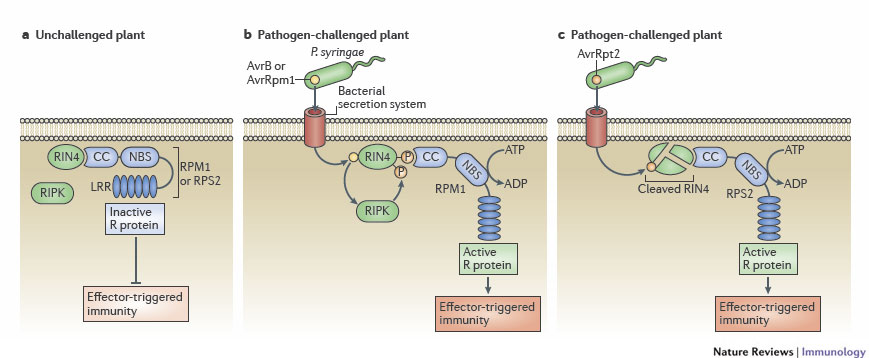 a Unchallenged plant
RIN4
CC
NBS
RIPK
LRR
RPM1
or RPS2
Inactive
R protein
Effector-triggered
immunity
b Pathogen-challenged plant
P. syringae
AvrB or
AvrRpm1
Bacterial
secretion system
RIN4
P
CC
P
NBS
ATP
ADP
RPM1
RIPK
Active
R protein
Effector-triggered
immunity
c Pathogen-challenged plant
AvrRpt2
CC
NBS
ATP
ADP
Cleaved RIN4
RPS2
Active
R protein
Effector-triggered
immunity
Nature Reviews | Immunology